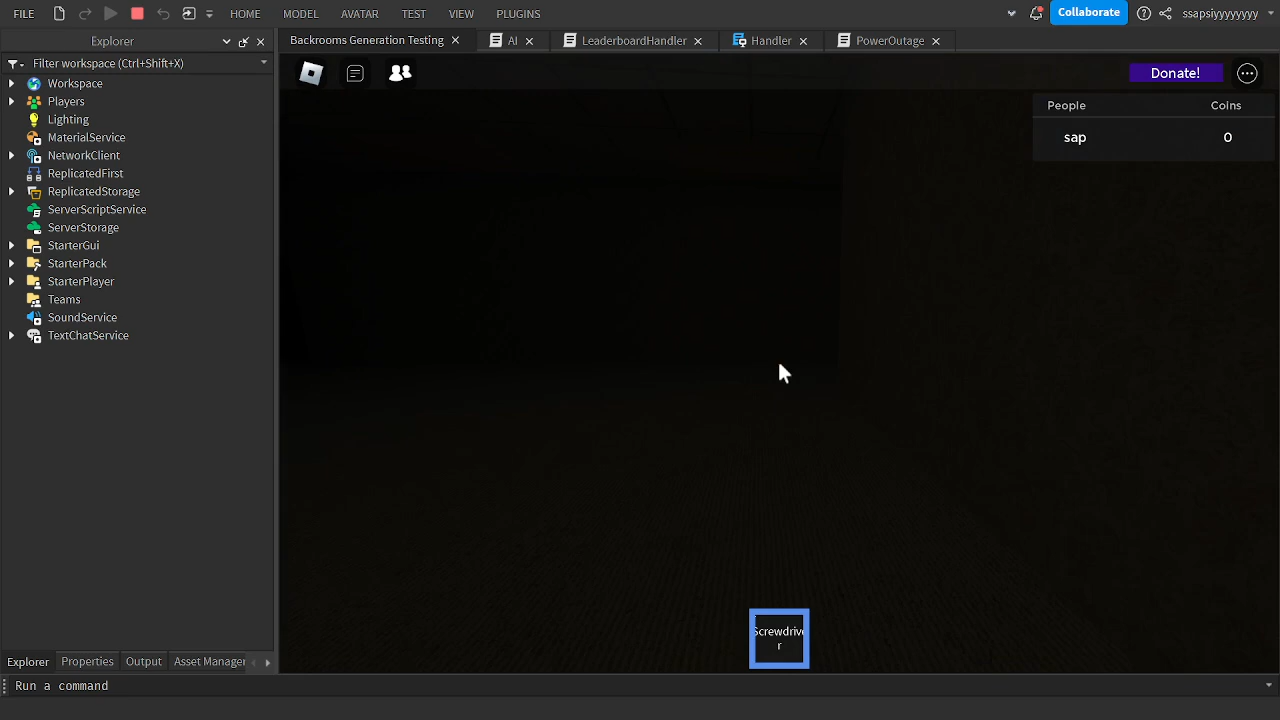 FILE HOME MODEL AVATAR TEST VIEW PLUGINS Collaborate ssapsiyyyyyyyy
Explorer
Backrooms Generation Testing AI LeaderboardHandler Handler PowerOutage
Filter workspace (Ctrl+Shift+X)
Workspace
Players
Lighting
MaterialService
NetworkClient
ReplicatedFirst
ReplicatedStorage
ServerScriptService
ServerStorage
StarterGui
StarterPack
StarterPlayer
Teams
SoundService
TextChatService
Donate!
People Coins
sap 0
Screwdrive
r
Explorer Properties Output Asset Manager
Run a command